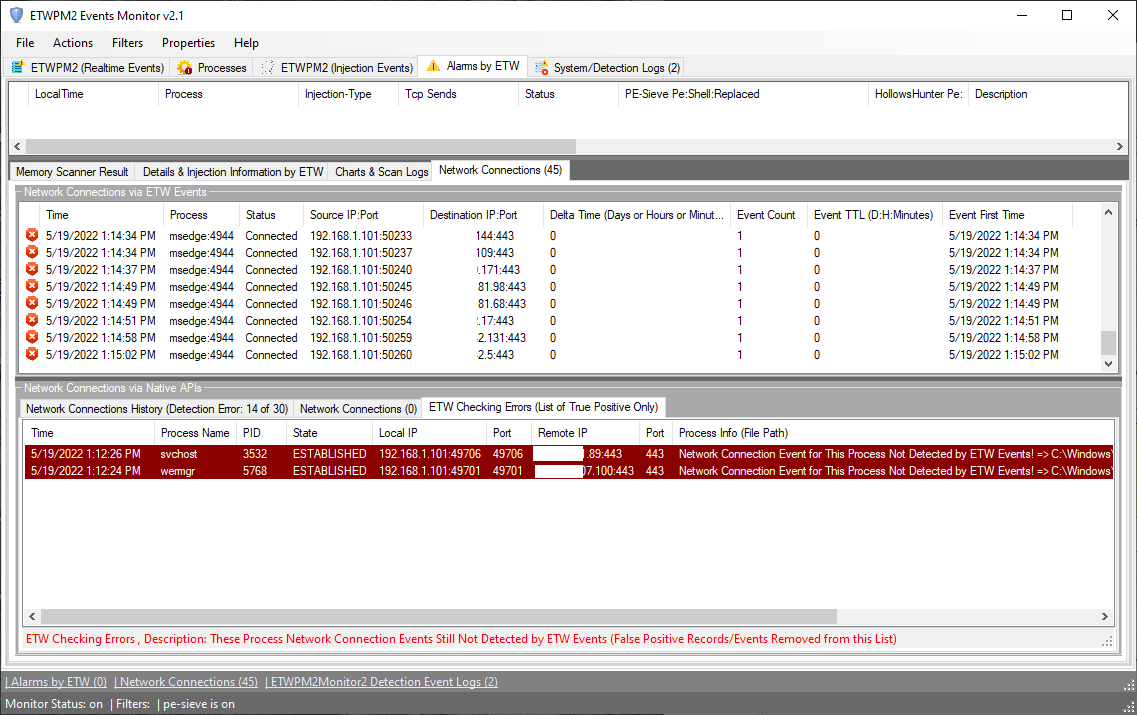 ETWPM2 Events Monitor v2.1
File Actions Filters Properties Help
ETWPM2 (Realtime Events) Processes ETWPM2 (Injection Events) Alarms by ETW System/Detection Logs (2)
LocalTime Process Injection-Type Tcp Sends Status PE-Sieve Pe:Shell:Replaced HollowsHunter Pe: Description
Memory Scanner Result Details & Injection Information by ETW Charts & Scan Logs Network Connections (45)
Network Connections via ETW Events
Time Process Status Source IP:Port Destination IP:Port Delta Time (Days or Hours or Minut... Event Count Event TTL (D:H:Minutes) Event First Time
5/19/2022 1:14:34 PM msedge:4944 Connected 192.168.1.101:50233 144:443 0 1 0 5/19/2022 1:14:34 PM
5/19/2022 1:14:34 PM msedge:4944 Connected 192.168.1.101:50237 109:443 0 1 0 5/19/2022 1:14:34 PM
5/19/2022 1:14:37 PM msedge:4944 Connected 192.168.1.101:50240 .171:443 0 1 0 5/19/2022 1:14:37 PM
5/19/2022 1:14:49 PM msedge:4944 Connected 192.168.1.101:50245 81.98:443 0 1 0 5/19/2022 1:14:49 PM
5/19/2022 1:14:49 PM msedge:4944 Connected 192.168.1.101:50246 81.68:443 0 1 0 5/19/2022 1:14:49 PM
5/19/2022 1:14:51 PM msedge:4944 Connected 192.168.1.101:50254 .17:443 0 1 0 5/19/2022 1:14:51 PM
5/19/2022 1:14:58 PM msedge:4944 Connected 192.168.1.101:50259 2.131:443 0 1 0 5/19/2022 1:14:58 PM
5/19/2022 1:15:02 PM msedge:4944 Connected 192.168.1.101:50260 2.5:443 0 1 0 5/19/2022 1:15:02 PM
Network Connections via Native APIs
Network Connections History (Detection Error: 14 of 30) Network Connections (0) ETW Checking Errors (List of True Positive Only)
Time Process Name PID State Local IP Port Remote IP Port Process Info (File Path)
5/19/2022 1:12:26 PM svchost 3532 ESTABLISHED 192.168.1.101:49706 49706 .89:443 443 Network Connection Event for This Process Not Detected by ETW Events! => C:\Windows\
5/19/2022 1:12:24 PM wermgr 5768 ESTABLISHED 192.168.1.101:49701 49701 07.100:443 443 Network Connection Event for This Process Not Detected by ETW Events! => C:\Windows\
ETW Checking Errors , Description: These Process Network Connection Events Still Not Detected by ETW Events (False Positive Records/Events Removed from this List)
| Alarms by ETW (0) | Network Connections (45) | ETWPM2Monitor2 Detection Event Logs (2)
Monitor Status: on | Filters: | pe-sieve is on